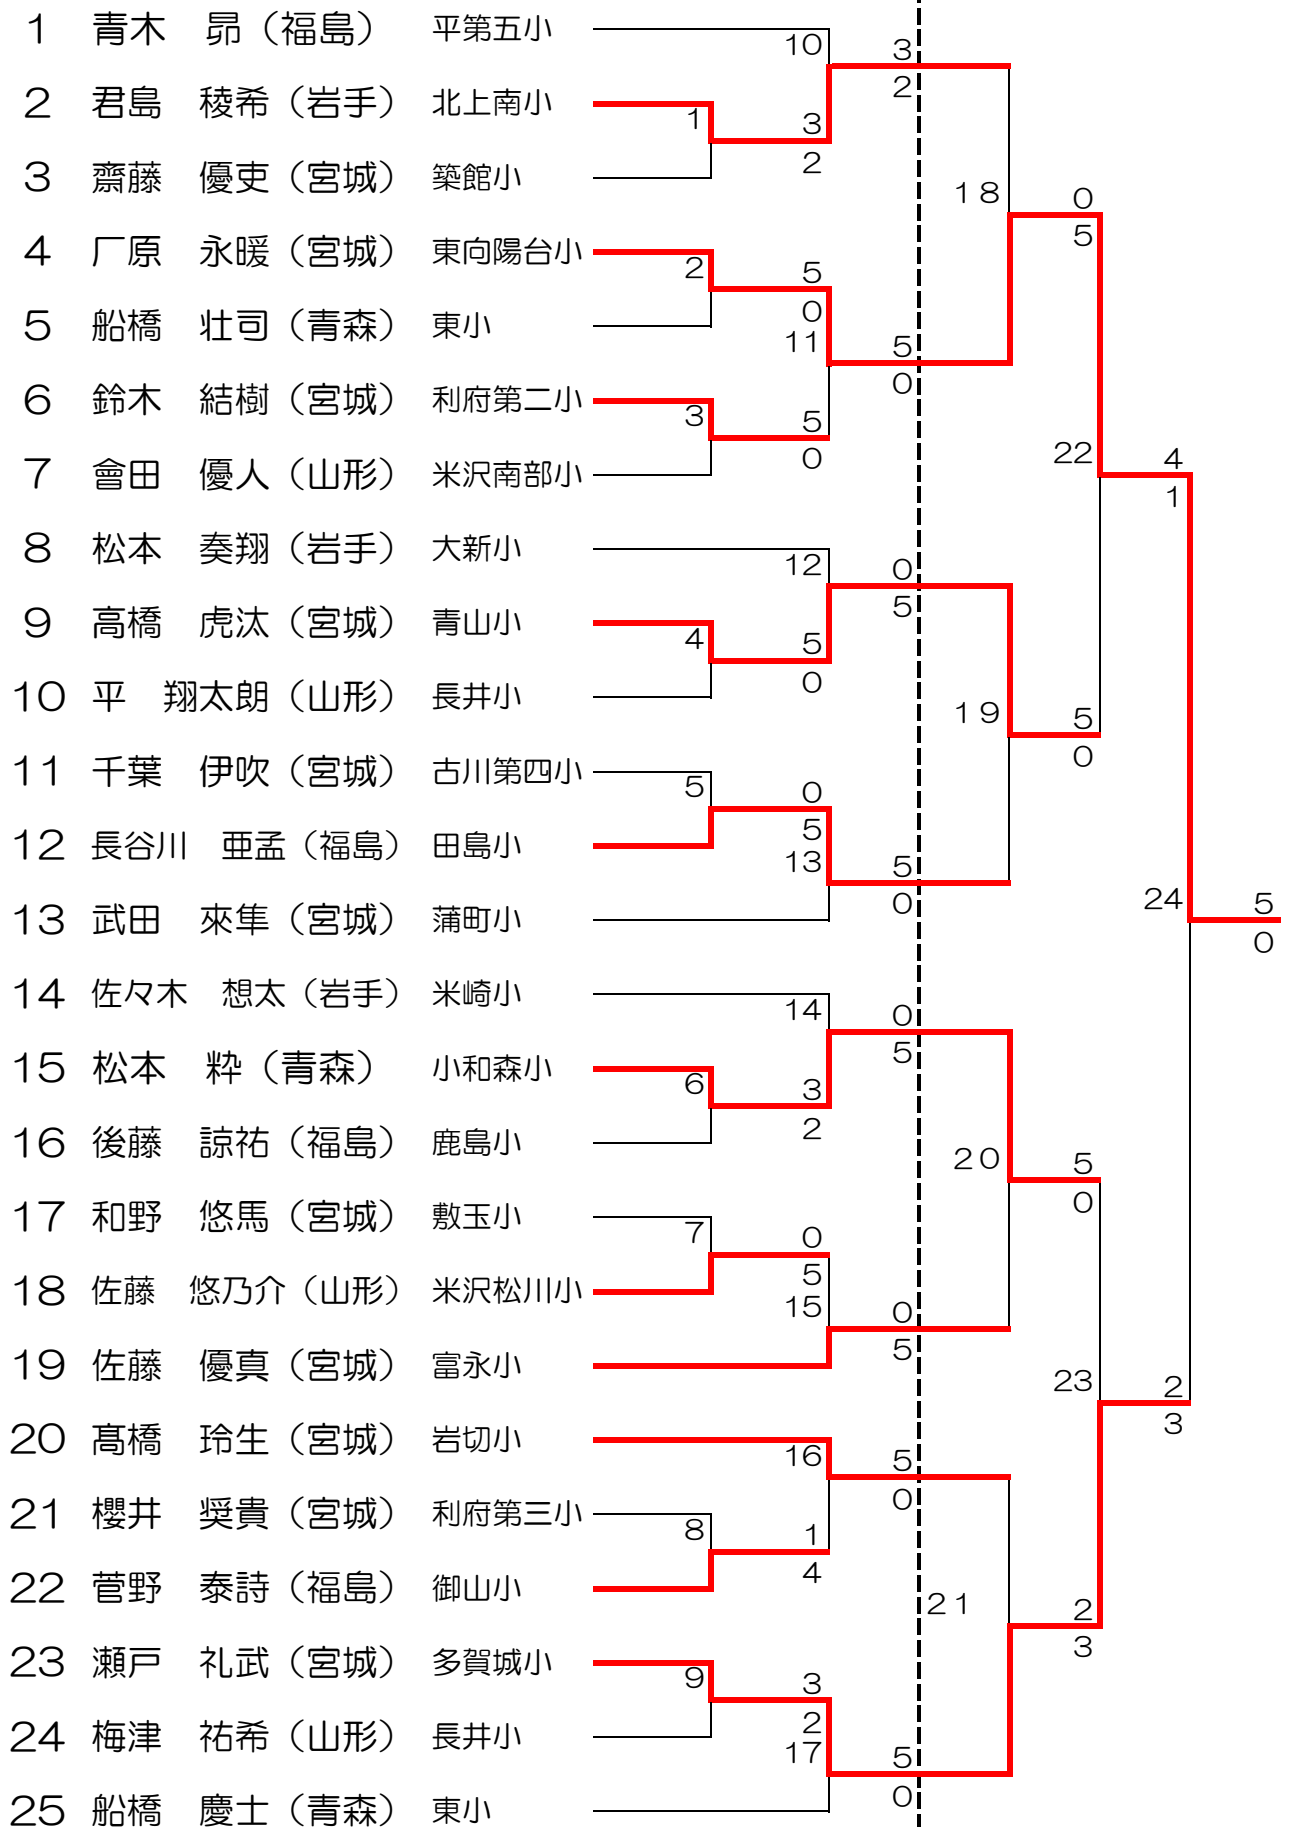 1 青木 昴（福島） 平第五小
10 3
2
2 君島 稜希（岩手） 北上南小
1 3
2
3 齋藤 優吏（宮城） 築館小
18 0
5
4 厂原 永暖（宮城） 東向陽台小
2 5
0
5 船橋 壮司（青森） 東小
11 5
0
6 鈴木 結樹（宮城） 利府第二小
3 5
0
22 4
1
7 會田 優人（山形） 米沢南部小
8 松本 奏翔（岩手） 大新小
12 0
5
9 高橋 虎汰（宮城） 青山小
4 5
0
10 平 翔太朗（山形） 長井小
19 5
0
11 千葉 伊吹（宮城） 古川第四小
5 0
5
12 長谷川 亜孟（福島） 田島小
13 5
0
24 5
0
13 武田 來隼（宮城） 蒲町小
14 佐々木 想太（岩手） 米崎小
14 0
5
15 松本 粋（青森） 小和森小
6 3
2
16 後藤 諒祐（福島） 鹿島小
20 5
0
17 和野 悠馬（宮城） 敷玉小
7 0
5
18 佐藤 悠乃介（山形） 米沢松川小
15 0
5
19 佐藤 優真（宮城） 富永小
23 2
3
20 髙橋 玲生（宮城） 岩切小
16 5
0
21 櫻井 奨貴（宮城） 利府第三小
8 1
4
22 菅野 泰詩（福島） 御山小
21 2
3
23 瀬戸 礼武（宮城） 多賀城小
9 3
2
24 梅津 祐希（山形） 長井小
17 5
0
25 船橋 慶士（青森） 東小